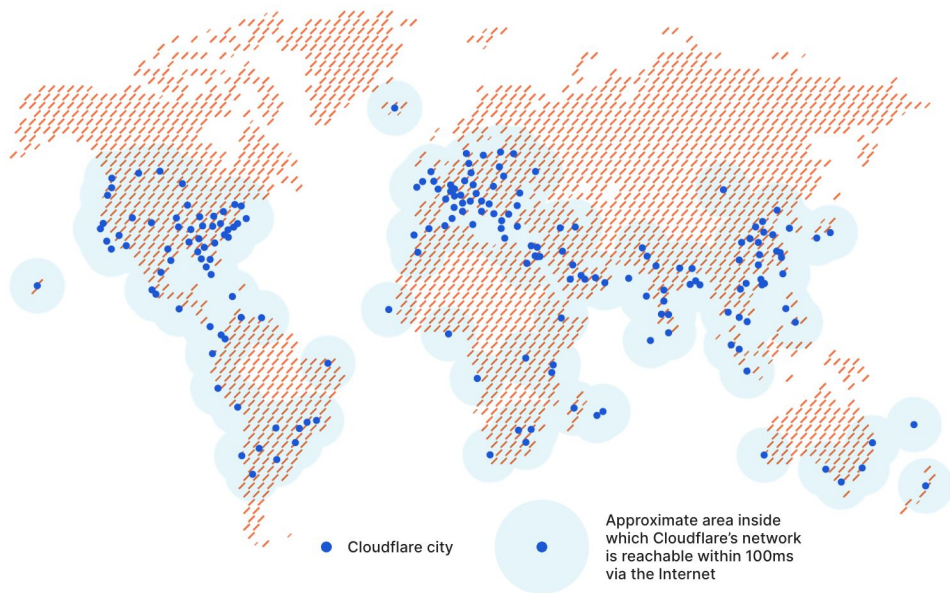 Cloudflare city
Approximate area inside
which Cloudflare's network
is reachable within 100ms
via the Internet